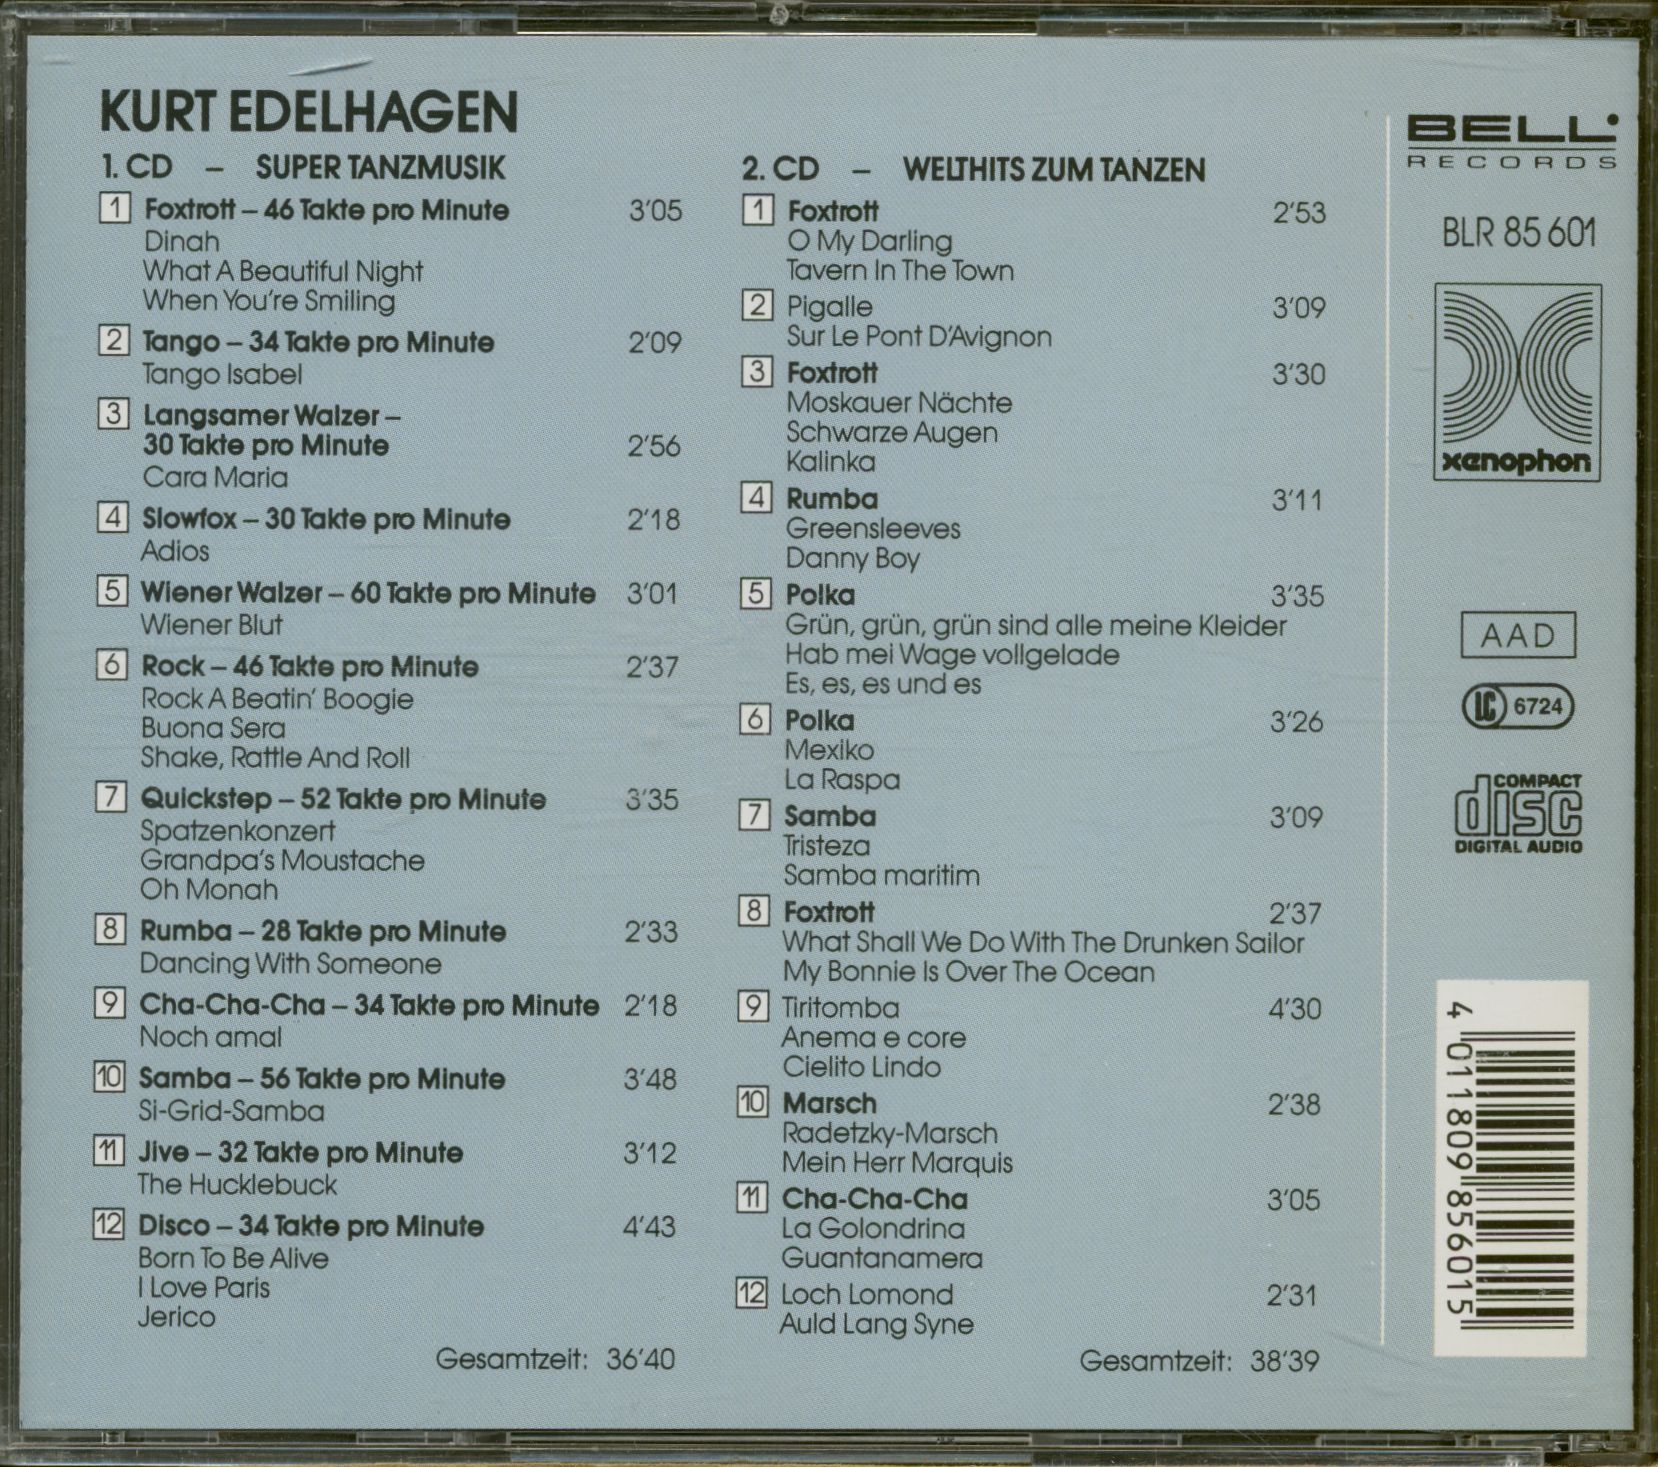 KURT EDELHAGEN
1. CD – SUPER TANZMUSIK
1 Foxtrott – 46 Takte pro Minute 3'05
Dinah
What A Beautiful Night
When You're Smiling
2 Tango – 34 Takte pro Minute 2'09
Tango Isabel
3 Langsamer Walzer –
30 Takte pro Minute 2'56
Cara Maria
4 Slowfox – 30 Takte pro Minute 2'18
Adios
5 Wiener Walzer – 60 Takte pro Minute 3'01
Wiener Blut
6 Rock – 46 Takte pro Minute 2'37
Rock A Beatin' Boogie
Buona Sera
Shake, Rattle And Roll
7 Quickstep – 52 Takte pro Minute 3'35
Spatzenkonzert
Grandpa's Moustache
Oh Monah
8 Rumba – 28 Takte pro Minute 2'33
Dancing With Someone
9 Cha-Cha-Cha – 34 Takte pro Minute 2'18
Noch amal
10 Samba – 56 Takte pro Minute 3'48
Si-Grid-Samba
11 Jive – 32 Takte pro Minute 3'12
The Hucklebuck
12 Disco – 34 Takte pro Minute 4'43
Born To Be Alive
I Love Paris
Jerico
Gesamtzeit: 36'40
2. CD – WELTHITS ZUM TANZEN
1 Foxtrott 2'53
O My Darling
Tavern In The Town
2 Pigalle 3'09
Sur Le Pont D'Avignon
3 Foxtrott 3'30
Moskauer Nächte
Schwarze Augen
Kalinka
4 Rumba 3'11
Greensleeves
Danny Boy
5 Polka 3'35
Grün, grün, grün sind alle meine Kleider
Hab mei Wage vollgelade
Es, es, es und es
6 Polka 3'26
Mexiko
La Raspa
7 Samba 3'09
Tristeza
Samba maritim
8 Foxtrott 2'37
What Shall We Do With The Drunken Sailor
My Bonnie Is Over The Ocean
9 Tiritomba 4'30
Anema e core
Cielito Lindo
10 Marsch 2'38
Radetzky-Marsch
Mein Herr Marquis
11 Cha-Cha-Cha 3'05
La Golondrina
Guantanamera
12 Loch Lomond 2'31
Auld Lang Syne
Gesamtzeit: 38'39
BELL
RECORDS
BLR 85 601
xenophon
AAD
LC 6724
COMPACT
disc
DIGITAL AUDIO
4 011809 856015